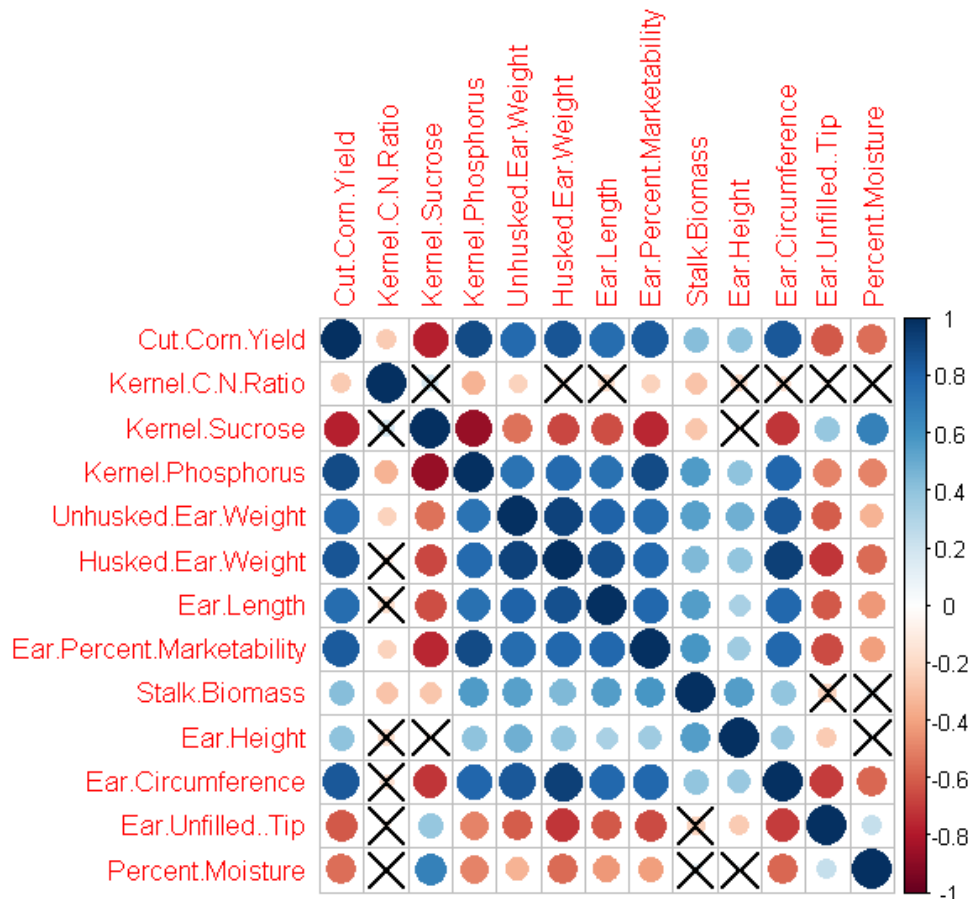 Cut.Corn.Yield
Kernel.C.N.Ratio
Kernel.Sucrose
Kernel.Phosphorus
Unhusked.Ear.Weight
Husked.Ear.Weight
Ear.Length
Ear.Percent.Marketability
Stalk.Biomass
Ear.Height
Ear.Circumference
Ear.Unfilled..Tip
Percent.Moisture
Cut.Corn.Yield
Kernel.C.N.Ratio
Kernel.Sucrose
Kernel.Phosphorus
Unhusked.Ear.Weight
Husked.Ear.Weight
Ear.Length
Ear.Percent.Marketability
Stalk.Biomass
Ear.Height
Ear.Circumference
Ear.Unfilled..Tip
Percent.Moisture
1
0.8
0.6
0.4
0.2
0
-0.2
-0.4
-0.6
-0.8
-1